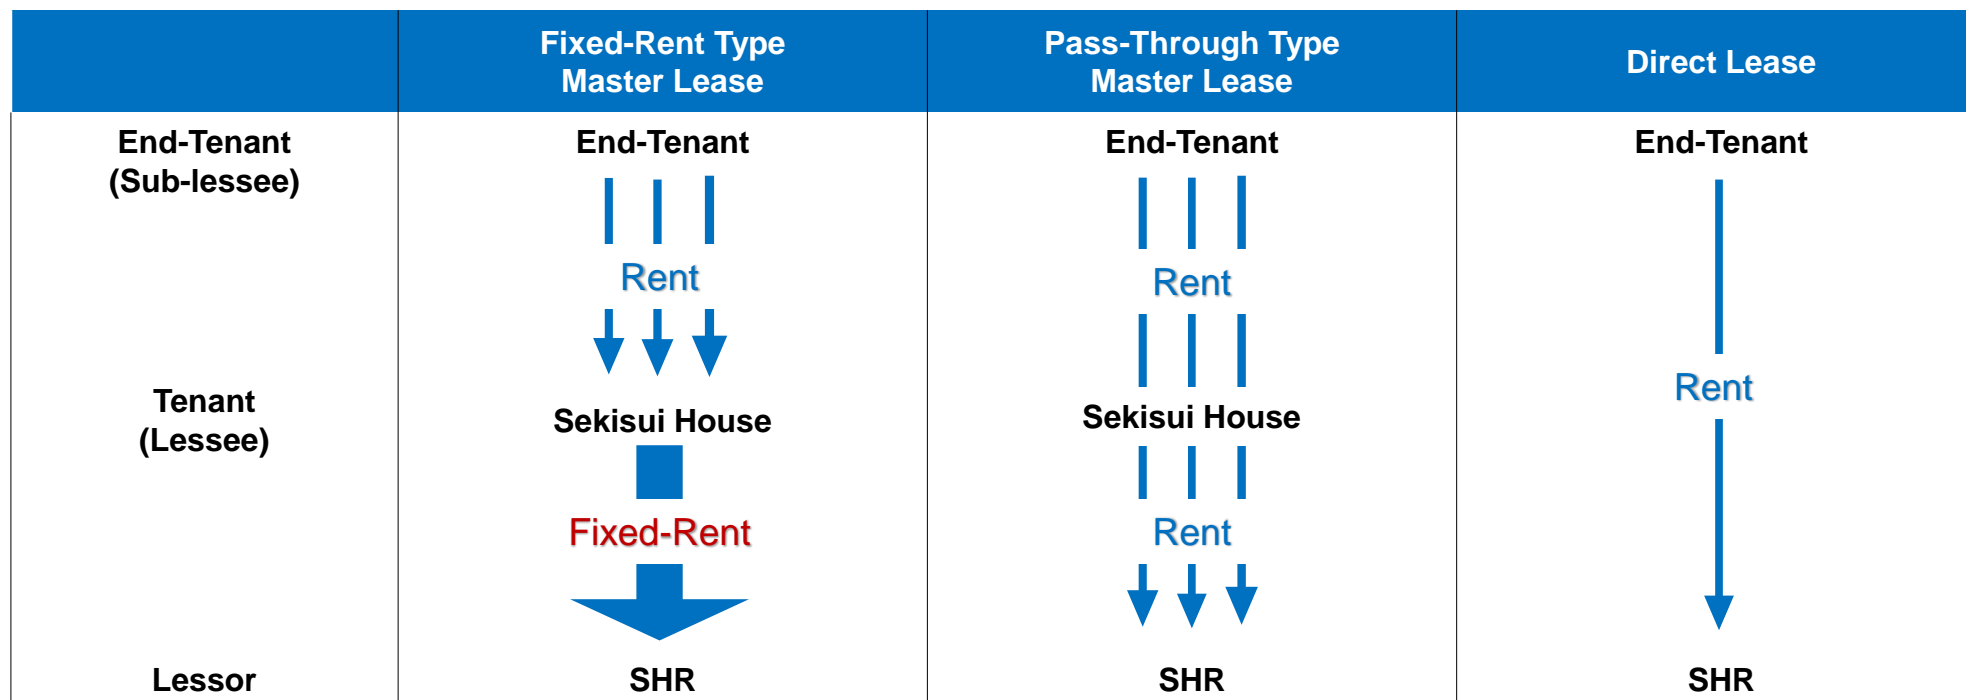 Fixed-Rent Type
Master Lease
Pass-Through Type
Master Lease
Direct Lease
End-Tenant
(Sub-lessee)
End-Tenant
End-Tenant
End-Tenant
Rent
Rent
Rent
Tenant
(Lessee)
Sekisui House
Sekisui House
Fixed-Rent
Rent
Lessor
SHR
SHR
SHR